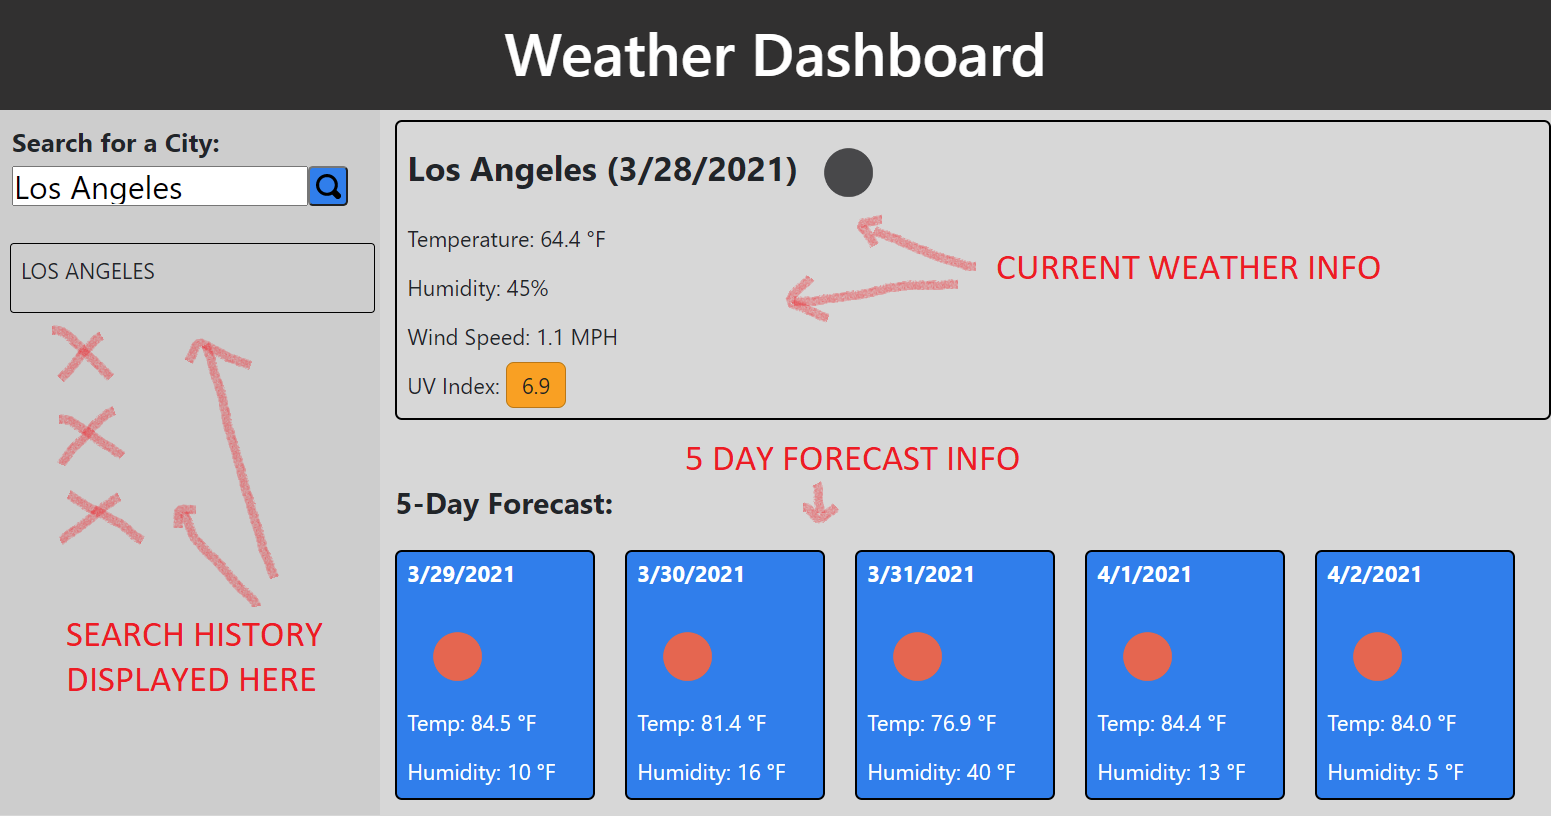 Weather Dashboard
Search for a City:
Los Angeles
LOS ANGELES
SEARCH HISTORY
DISPLAYED HERE
Los Angeles (3/28/2021)
Temperature: 64.4 °F
Humidity: 45%
Wind Speed: 1.1 MPH
UV Index: 6.9
CURRENT WEATHER INFO
5 DAY FORECAST INFO
5-Day Forecast:
3/29/2021
Temp: 84.5 °F
Humidity: 10 °F
3/30/2021
Temp: 81.4 °F
Humidity: 16 °F
3/31/2021
Temp: 76.9 °F
Humidity: 40 °F
4/1/2021
Temp: 84.4 °F
Humidity: 13 °F
4/2/2021
Temp: 84.0 °F
Humidity: 5 °F